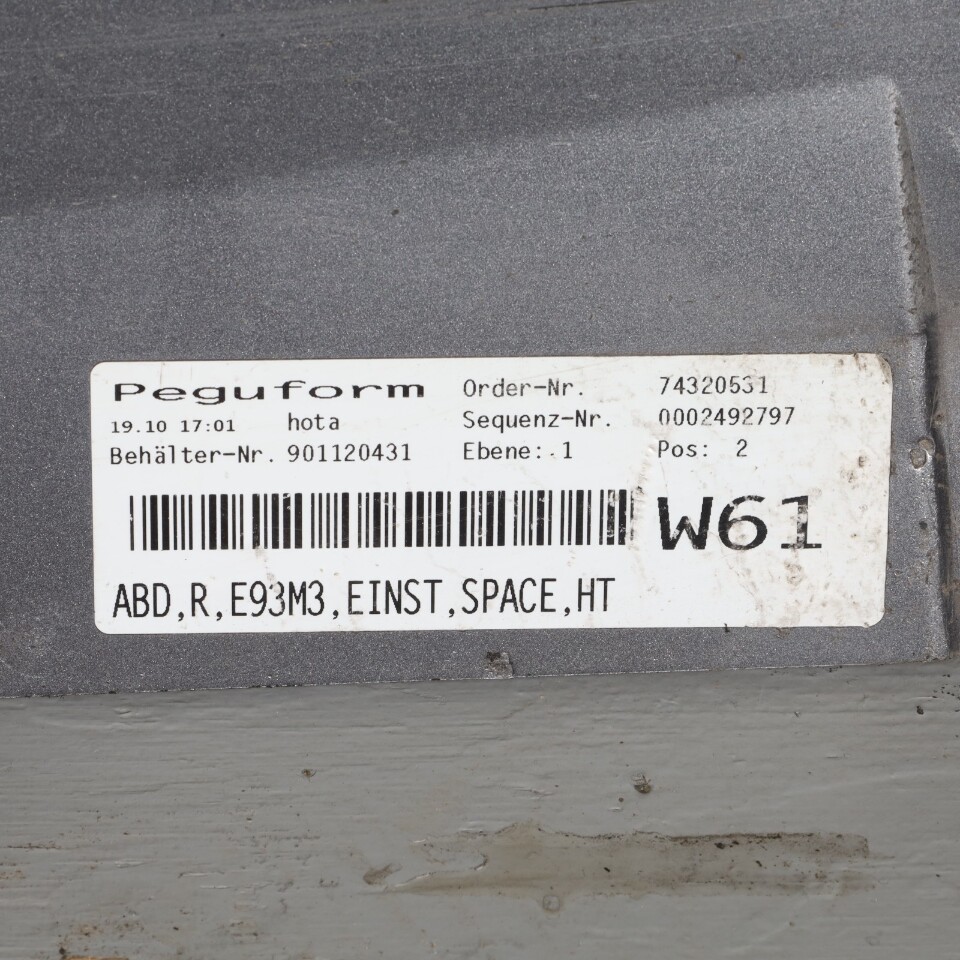 Peguform Order-Nr. 74320531
19.10 17:01 hota Sequenz-Nr. 0002492797
Behälter-Nr. 901120431 Ebene: 1 Pos: 2
W61
ABD,R,E93M3,EINST,SPACE,HT